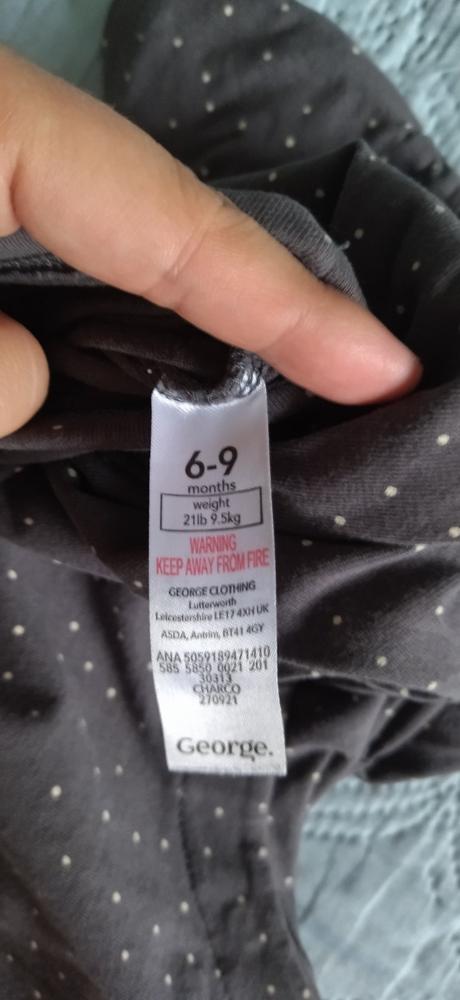 6-9
months
weight
21lb 9.5kg
WARNING
KEEP AWAY FROM FIRE
GEORGE CLOTHING
Lutterworth
Leicestershire LE17 4XH UK
ASDA, Antrim, BT41 4GY
ANA 5059189471410
585 5850 0021 201
30313
CHARCO
270921
George.